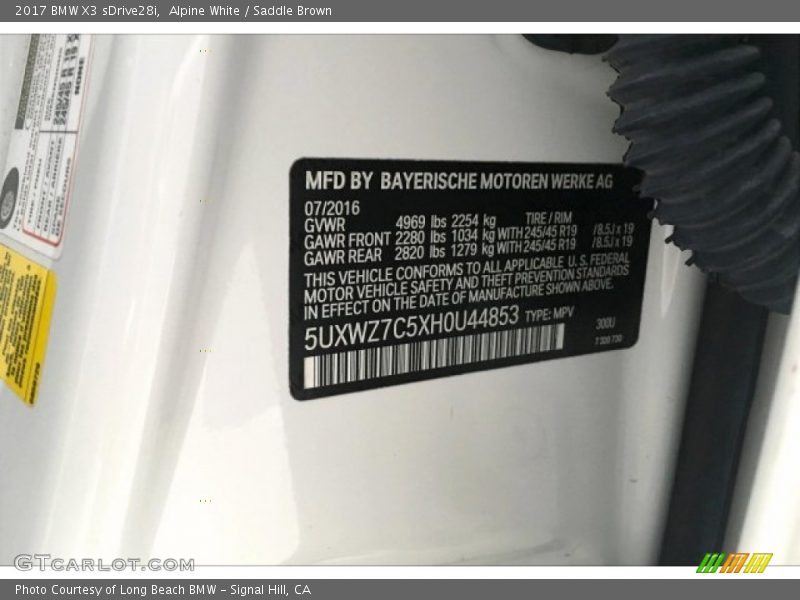 2017 BMW X3 sDrive28i,  Alpine White / Saddle Brown
MFD BY BAYERISCHE MOTOREN WERKE AG
07/2016
GVWR 4969 lbs 2254 kg TIRE / RIM
GAWR FRONT 2280 lbs 1034 kg WITH 245/45 R19 / 8.5J x 19
GAWR REAR 2820 lbs 1279 kg WITH 245/45 R19 / 8.5J x 19
THIS VEHICLE CONFORMS TO ALL APPLICABLE U.S. FEDERAL
MOTOR VEHICLE SAFETY AND THEFT PREVENTION STANDARDS
IN EFFECT ON THE DATE OF MANUFACTURE SHOWN ABOVE.
5UXWZ7C5XH0U44853 TYPE: MPV
300U
GTcarlot.com
Photo Courtesy of Long Beach BMW – Signal Hill, CA